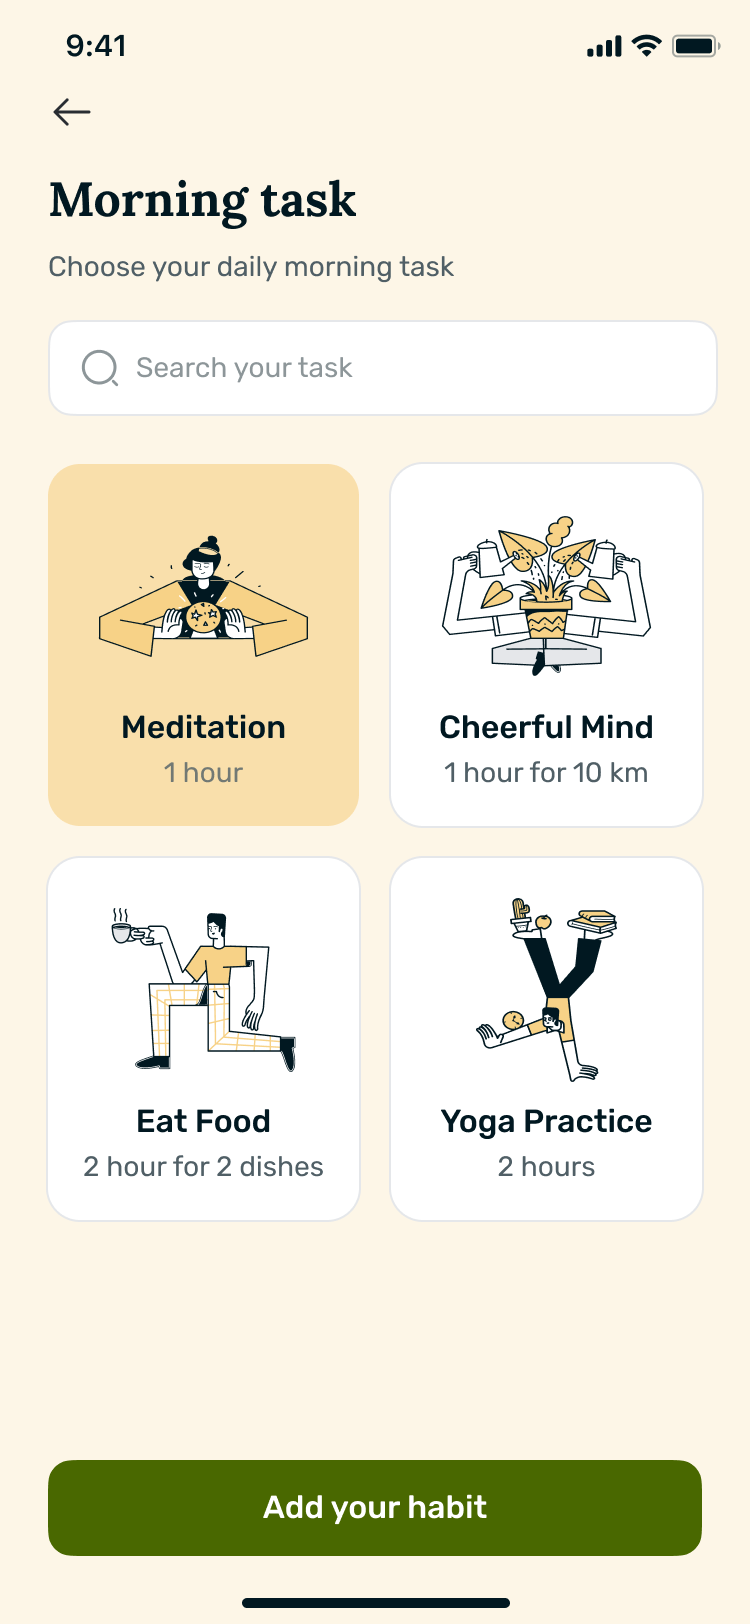 9:41
Morning task
Choose your daily morning task
Search your task
Meditation
1 hour
Cheerful Mind
1 hour for 10 km
Eat Food
2 hour for 2 dishes
Yoga Practice
2 hours
Add your habit